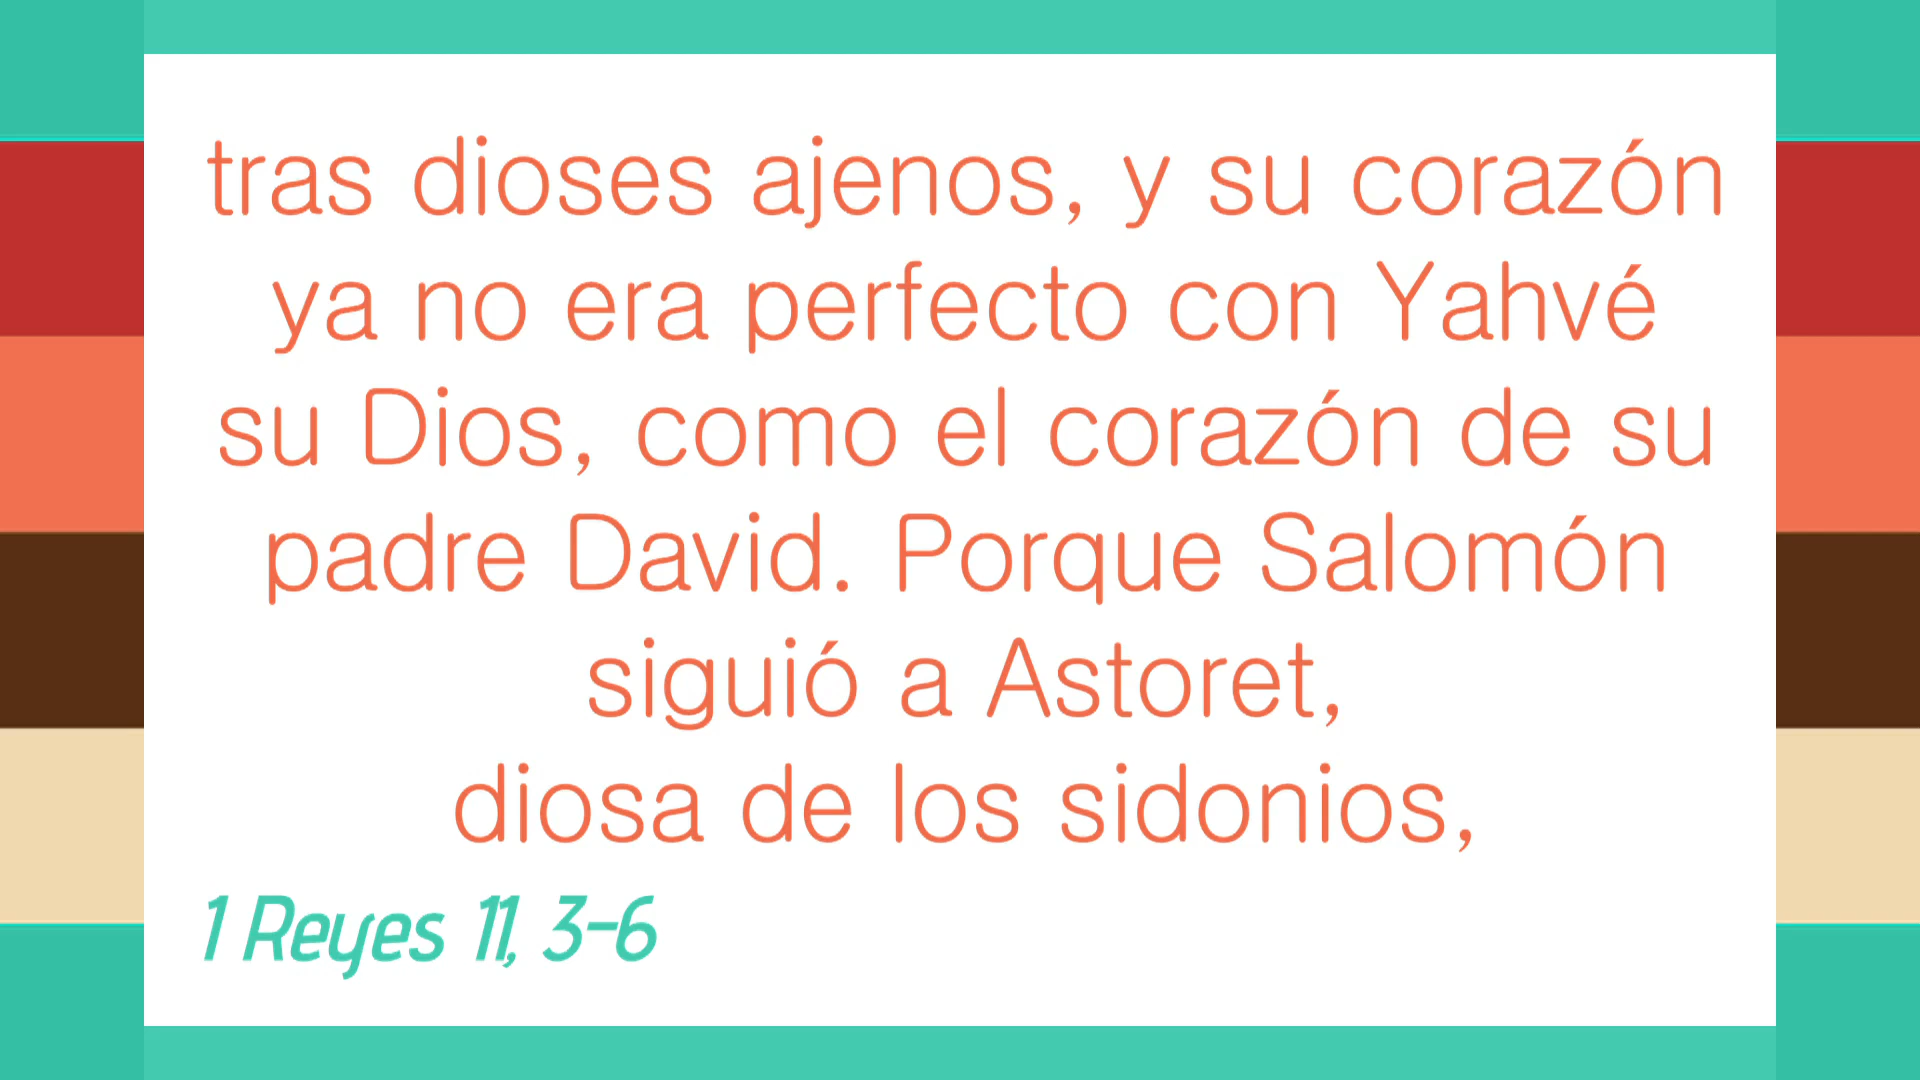 tras dioses ajenos, y su corazón
ya no era perfecto con Yahvé
su Dios, como el corazón de su
padre David. Porque Salomón
siguió a Astoret,
diosa de los sidonios,
1 Reyes 11, 3-6